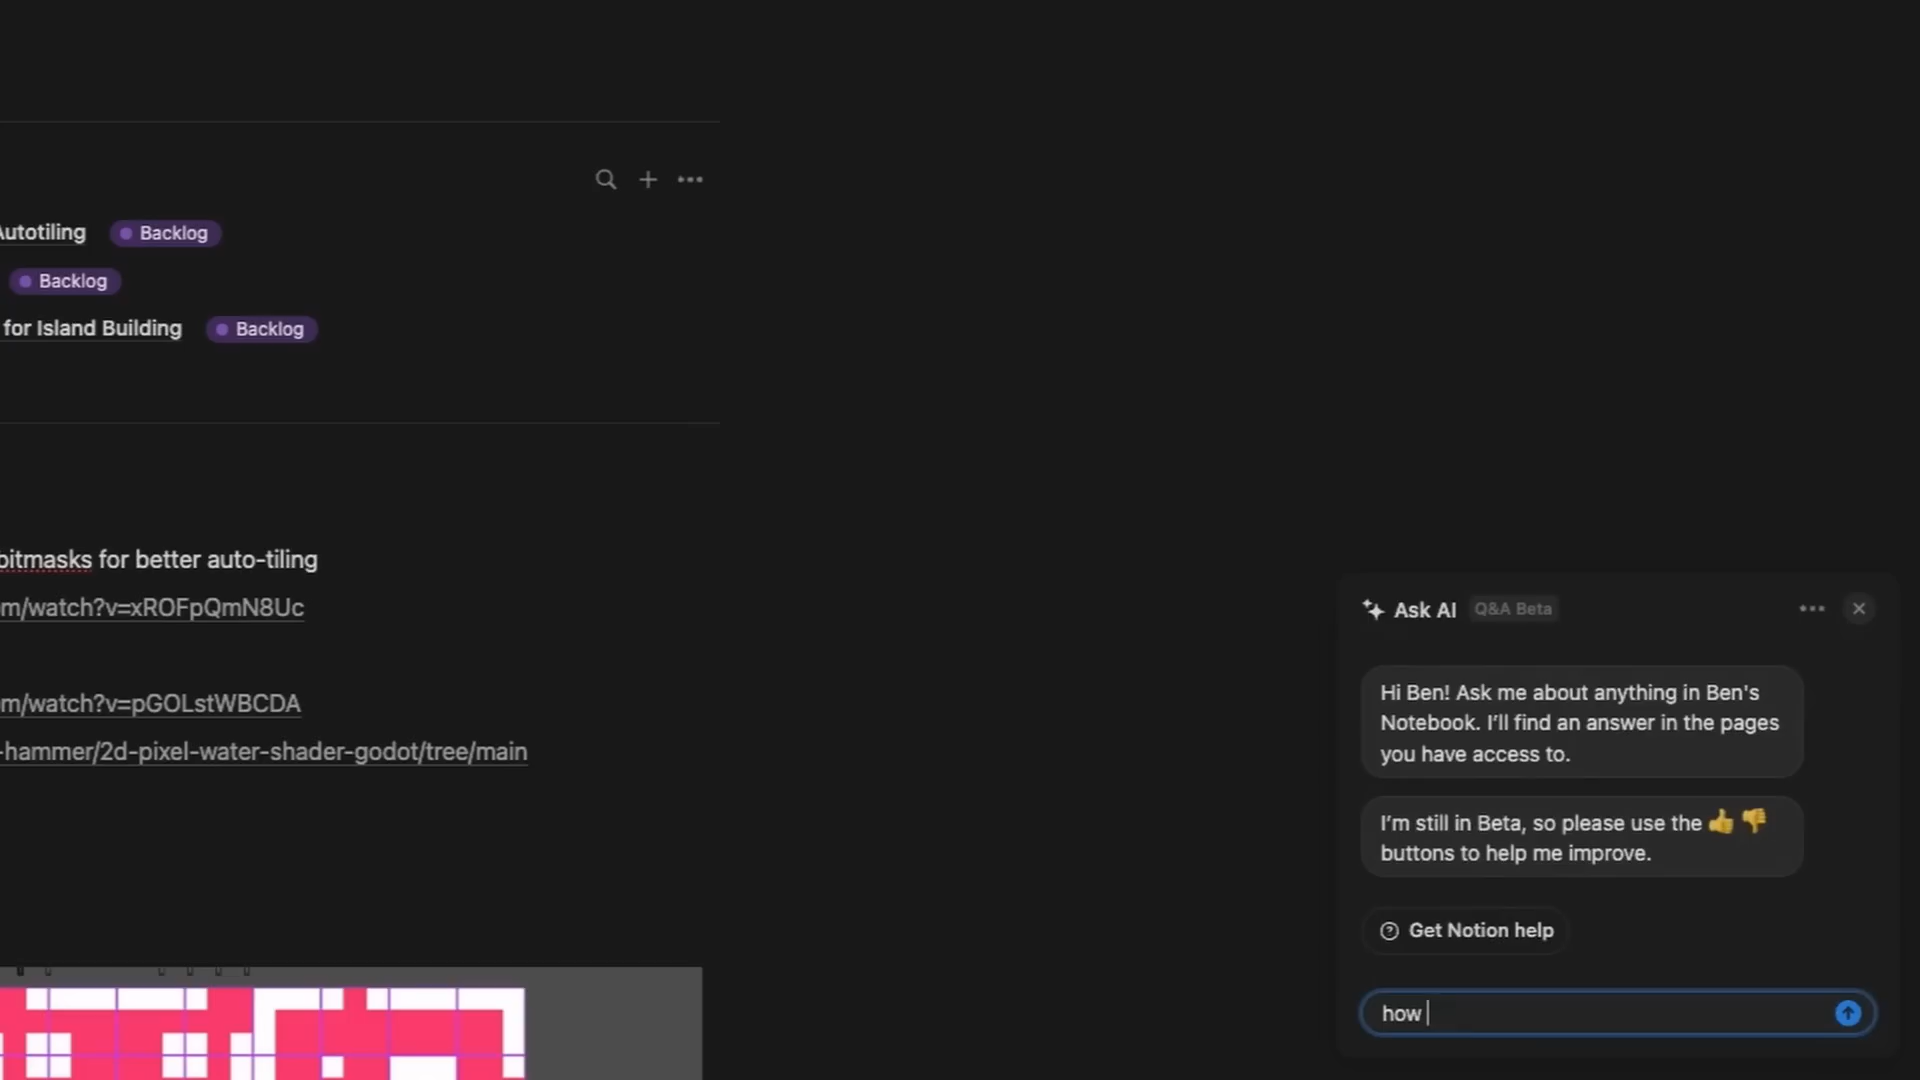 Autotiling Backlog
Backlog
for Island Building Backlog
bitmasks for better auto-tiling
om/watch?v=xROFpQmN8Uc
om/watch?v=pGOLstWBCDA
-hammer/2d-pixel-water-shader-godot/tree/main
Ask AI Q&A Beta
Hi Ben! Ask me about anything in Ben's
Notebook. I'll find an answer in the pages
you have access to.
I'm still in Beta, so please use the 👍 👎
buttons to help me improve.
Get Notion help
how